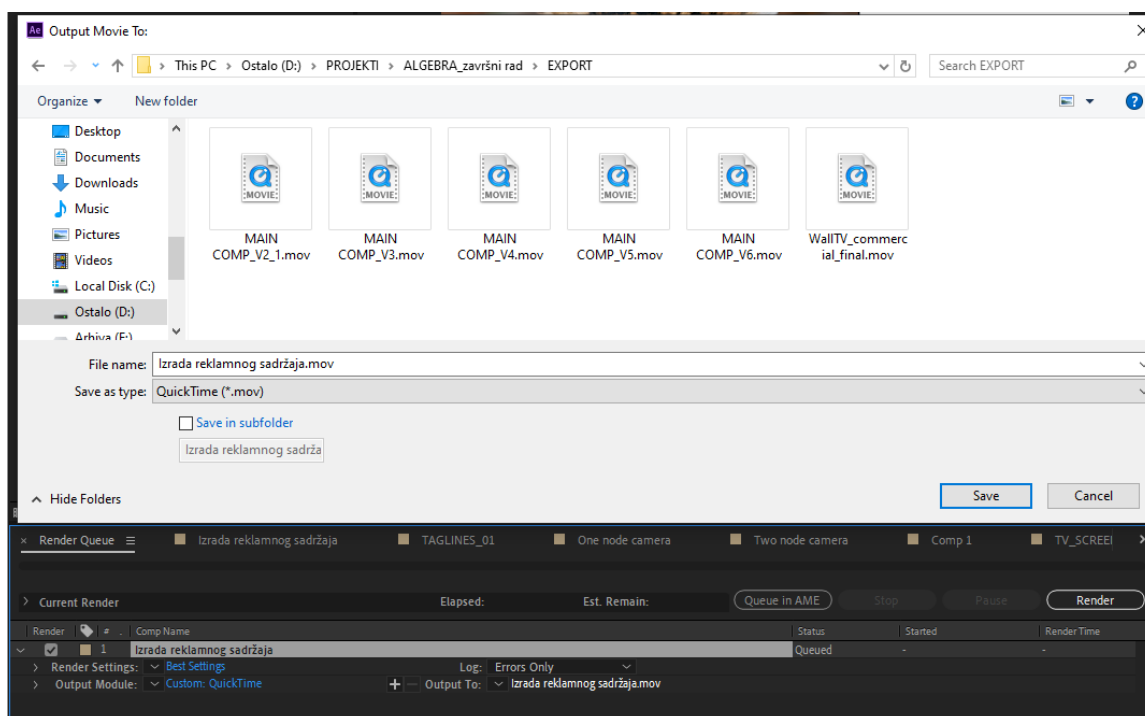 Ae Output Movie To:
This PC > Ostalo (D:) > PROJEKTI > ALGEBRA_završni rad > EXPORT
Search EXPORT
Organize
New folder
Desktop
Documents
Downloads
Music
Pictures
Videos
Local Disk (C:)
Ostalo (D:)
Arhiva (E:)
MOVIE MOVIE MOVIE MOVIE MOVIE MOVIE
MAIN COMP_V2_1.mov
MAIN COMP_V3.mov
MAIN COMP_V4.mov
MAIN COMP_V5.mov
MAIN COMP_V6.mov
WallTV_commercial_final.mov
File name: Izrada reklamnog sadržaja.mov
Save as type: QuickTime (*.mov)
Save in subfolder
Izrada reklamnog sadrža
Hide Folders
Save Cancel
× Render Queue Izrada reklamnog sadržaja TAGLINES_01 One node camera Two node camera Comp 1 TV_SCREE
> Current Render Elapsed: Est. Remain: Queue in AME Stop Pause Render
Render # . Comp Name Status Started Render Time
1 Izrada reklamnog sadržaja Queued - -
> Render Settings: Best Settings Log: Errors Only
> Output Module: Custom: QuickTime + − Output To: Izrada reklamnog sadržaja.mov